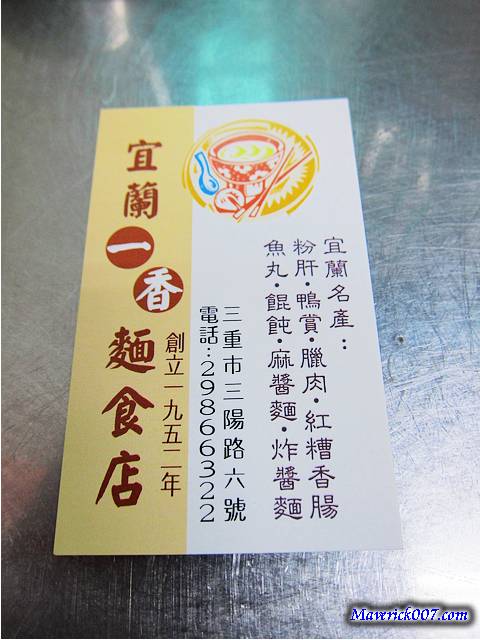 宜蘭名產：
粉肝·鴨賞·臘肉·紅糟香腸
魚丸·餛飩·麻醬麵·炸醬麵
三重市三陽路六號
電話：29866322
宜蘭一香麵食店
創立一九五二年
Maverick007.com